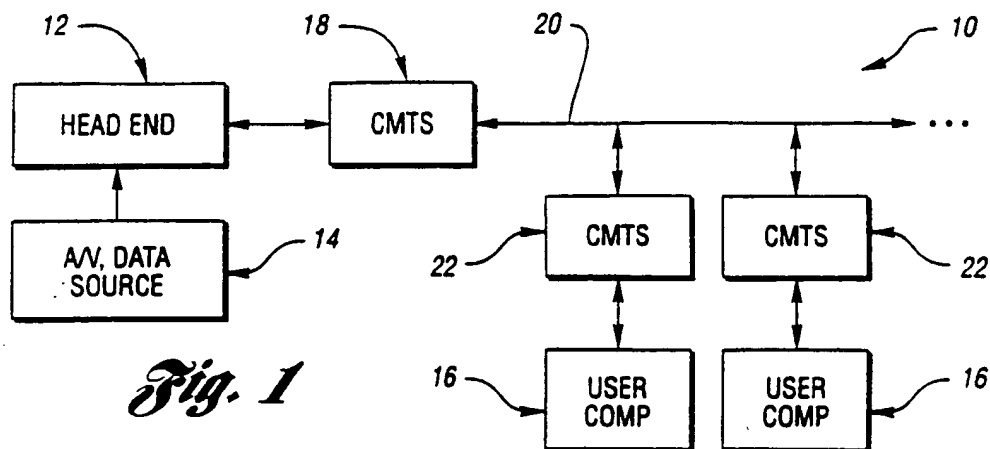 12
18
20
10
HEAD END
CMTS
...
A/V, DATA
SOURCE
14
22
CMTS
CMTS
22
Fig. 1
16
USER
COMP
USER
COMP
16